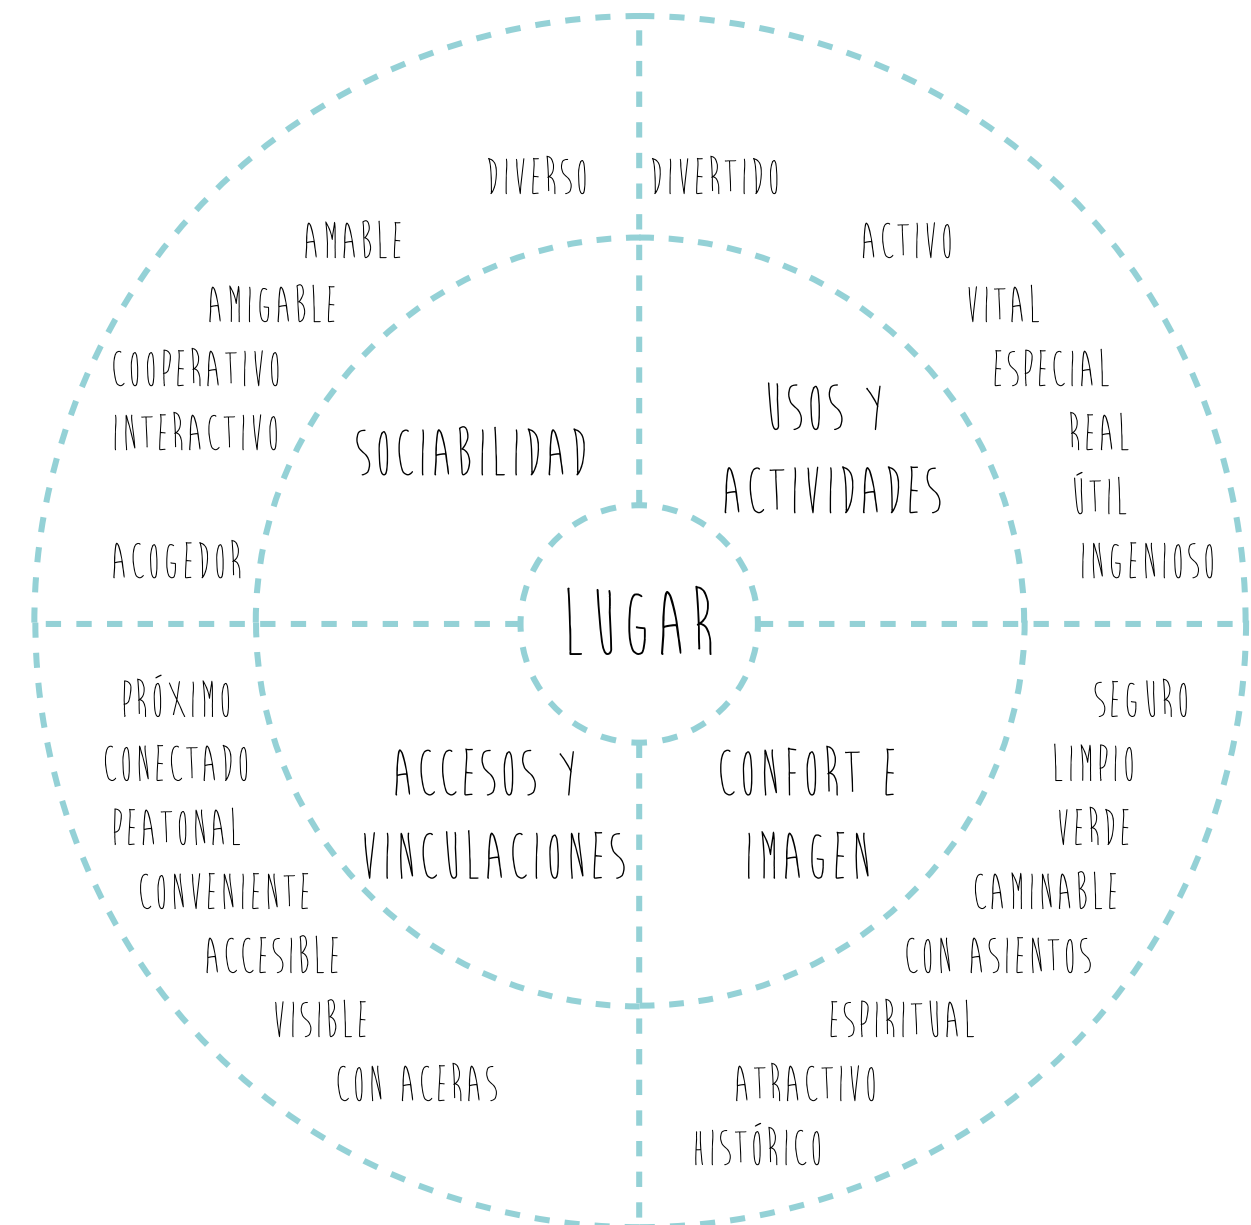 DIVERSO
DIVERTIDO
AMABLE
ACTIVO
AMIGABLE
VITAL
COOPERATIVO
ESPECIAL
INTERACTIVO
REAL
SOCIABILIDAD
USOS Y
ACTIVIDADES
ÚTIL
ACOGEDOR
INGENIOSO
LUGAR
PRÓXIMO
SEGURO
CONECTADO
LIMPIO
ACCESOS Y
VINCULACIONES
CONFORT E
IMAGEN
PEATONAL
VERDE
CONVENIENTE
CAMINABLE
ACCESIBLE
CON ASIENTOS
VISIBLE
ESPIRITUAL
CON ACERAS
ATRACTIVO
HISTÓRICO